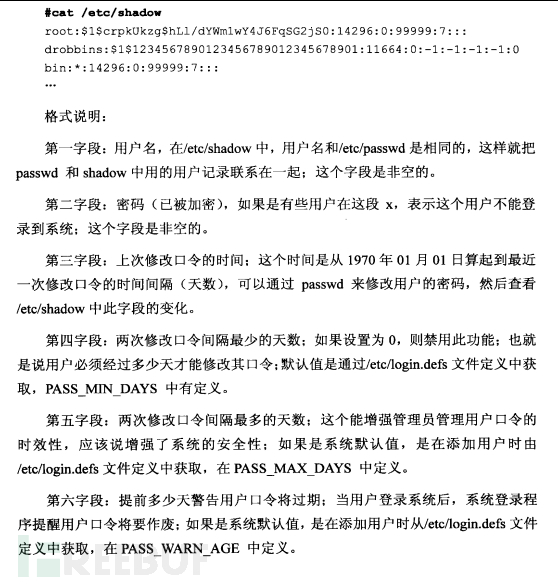 #cat /etc/shadow
root:$1$crpkUkzg$hLl/dYWmlwY4J6FqSG2jS0:14296:0:99999:7:::
drobbins:$1$1234567890123456789012345678901:11664:0:-1:-1:-1:-1:0
bin:*:14296:0:99999:7:::
…
格式说明：
第一字段：用户名，在/etc/shadow 中，用户名和/etc/passwd 是相同的，这样就把
passwd 和 shadow 中用的用户记录联系在一起；这个字段是非空的。
第二字段：密码（已被加密），如果是有些用户在这段 x，表示这个用户不能登
录到系统；这个字段是非空的。
第三字段：上次修改口令的时间；这个时间是从 1970 年 01 月 01 日算起到最近
一次修改口令的时间间隔（天数），可以通过 passwd 来修改用户的密码，然后查看
/etc/shadow 中此字段的变化。
第四字段：两次修改口令间隔最少的天数；如果设置为 0，则禁用此功能；也就
是说用户必须经过多少天才能修改其口令；默认值是通过/etc/login.defs 文件定义中获
取，PASS_MIN_DAYS 中有定义。
第五字段：两次修改口令间隔最多的天数；这个能增强管理员管理用户口令的
时效性，应该说增强了系统的安全性；如果是系统默认值，是在添加用户时由
/etc/login.defs 文件定义中获取，在 PASS_MAX_DAYS 中定义。
第六字段：提前多少天警告用户口令将过期；当用户登录系统后，系统登录程
序提醒用户口令将要作废；如果是系统默认值，是在添加用户时从/etc/login.defs 文件
定义中获取，在 PASS_WARN_AGE 中定义。
FREEBUF